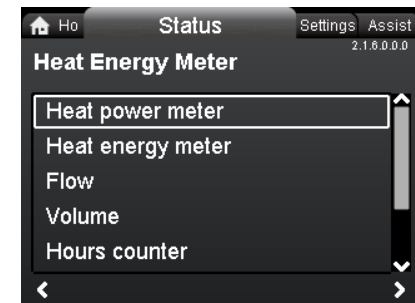 Ho Status Settings Assist
2.1.6.0.0.0
Heat Energy Meter
Heat power meter
Heat energy meter
Flow
Volume
Hours counter